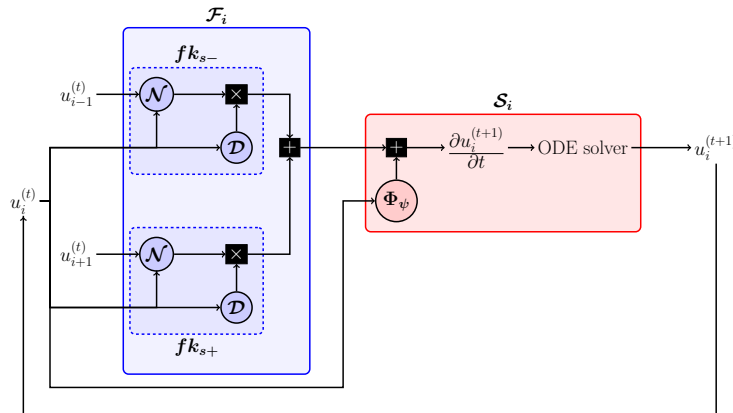 𝓕ᵢ
fk_{s−}
u_{i−1}^{(t)}
𝓝
×
𝓓
u_i^{(t)}
+
𝓢ᵢ
+
∂u_i^{(t+1)}
∂t
ODE solver
u_i^{(t+1)}
Φ_ψ
u_{i+1}^{(t)}
𝓝
×
𝓓
fk_{s+}